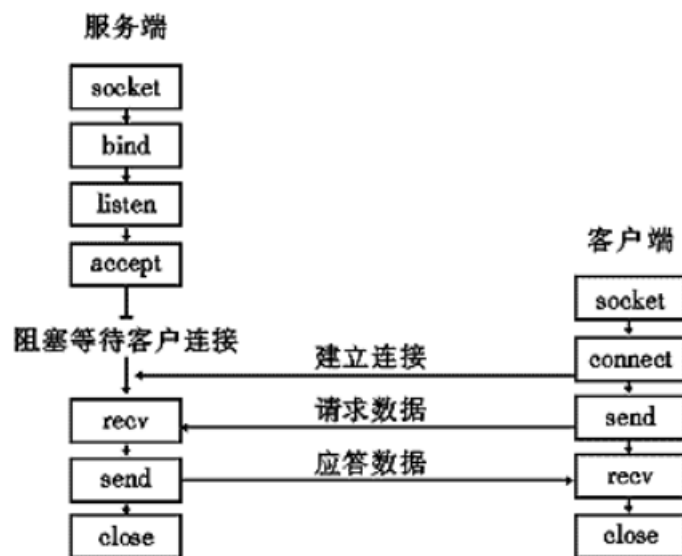 服务端
socket
bind
listen
accept
阻塞等待客户连接
recv
send
close
客户端
socket
connect
send
recv
close
建立连接
请求数据
应答数据